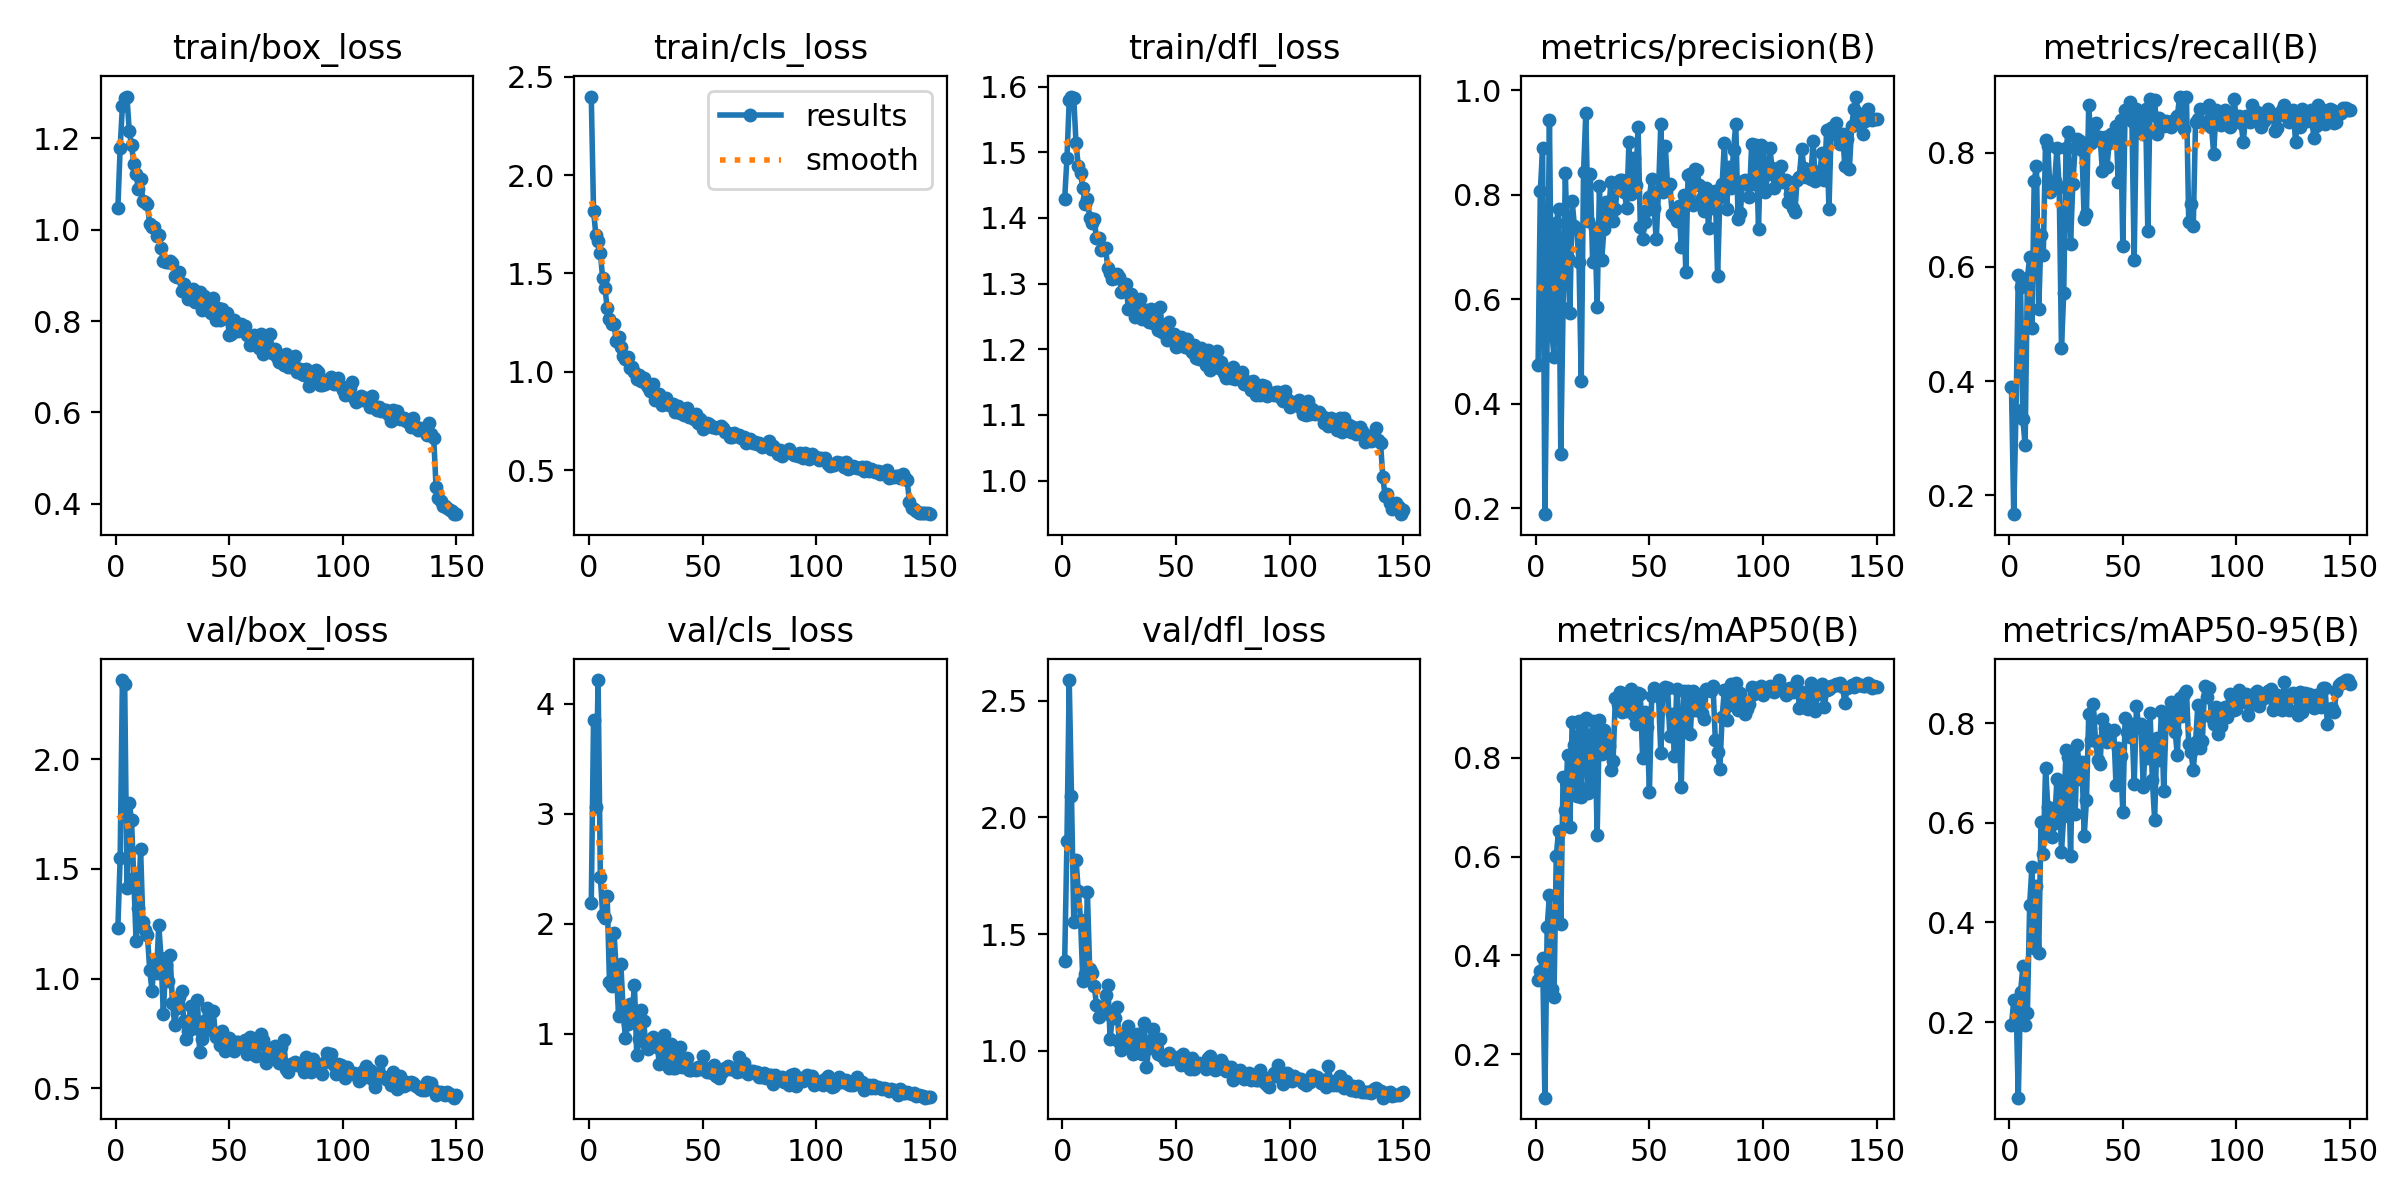 train/box_loss
1.2
1.0
0.8
0.6
0.4
0 50 100 150
train/cls_loss
2.5
2.0
1.5
1.0
0.5
results
smooth
0 50 100 150
train/dfl_loss
1.6
1.5
1.4
1.3
1.2
1.1
1.0
0 50 100 150
metrics/precision(B)
1.0
0.8
0.6
0.4
0.2
0 50 100 150
metrics/recall(B)
0.8
0.6
0.4
0.2
0 50 100 150
val/box_loss
2.0
1.5
1.0
0.5
0 50 100 150
val/cls_loss
4
3
2
1
0 50 100 150
val/dfl_loss
2.5
2.0
1.5
1.0
0 50 100 150
metrics/mAP50(B)
0.8
0.6
0.4
0.2
0 50 100 150
metrics/mAP50-95(B)
0.8
0.6
0.4
0.2
0 50 100 150